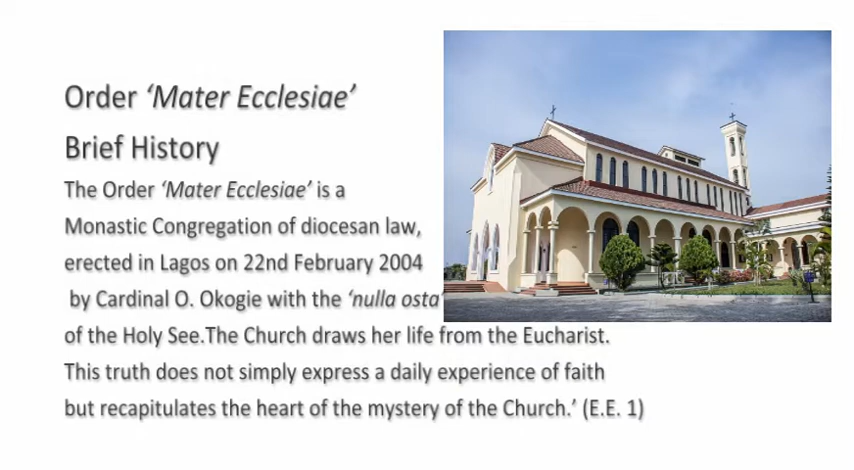 Order ‘Mater Ecclesiae’
Brief History
The Order ‘Mater Ecclesiae’ is a
Monastic Congregation of diocesan law,
erected in Lagos on 22nd February 2004
by Cardinal O. Okogie with the ‘nulla osta’
of the Holy See.The Church draws her life from the Eucharist.
This truth does not simply express a daily experience of faith
but recapitulates the heart of the mystery of the Church.’ (E.E. 1)